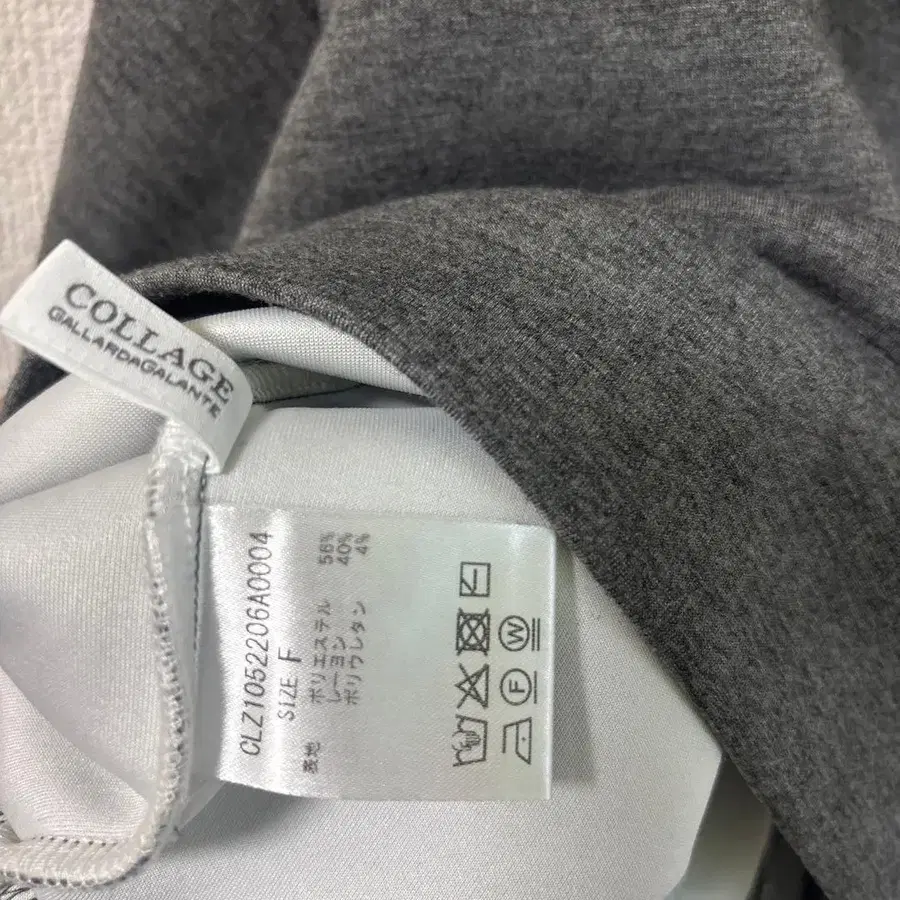 COLLAGE
GALLARDAGALANTE
CLZ1052206A0004
SIZE F
表地 ポリエステル 56%
レーヨン 40%
ポリウレタン 4%
W
F